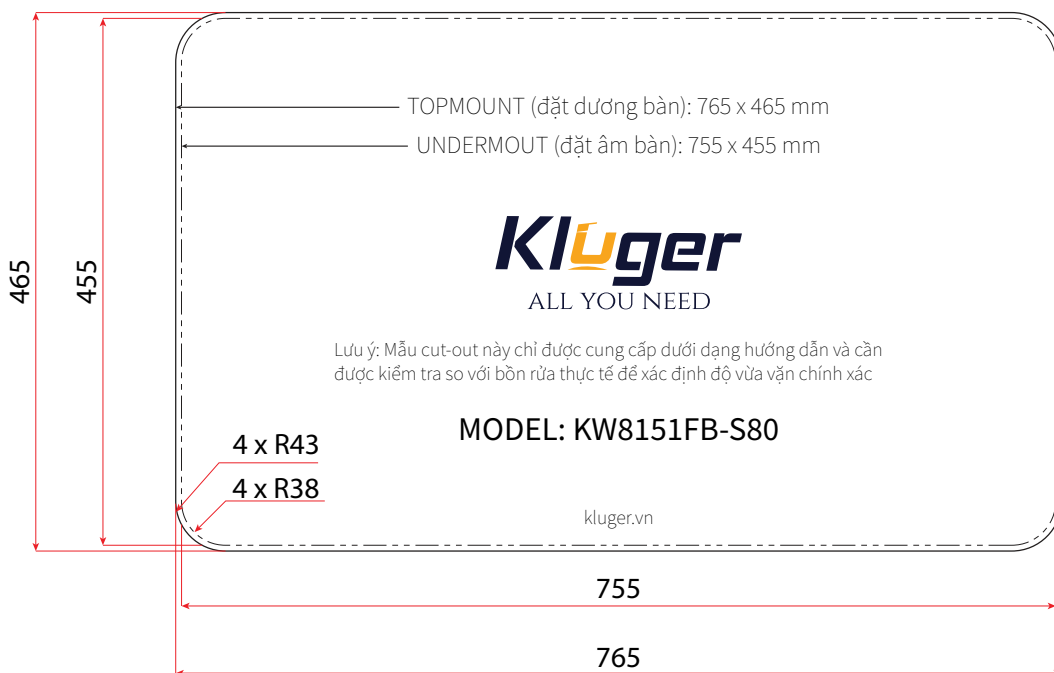 TOPMOUNT (đặt dương bàn): 765 x 465 mm
UNDERMOUT (đặt âm bàn): 755 x 455 mm
465
455
Kluger
ALL YOU NEED
Lưu ý: Mẫu cut-out này chỉ được cung cấp dưới dạng hướng dẫn và cần
được kiểm tra so với bồn rửa thực tế để xác định độ vừa vặn chính xác
MODEL: KW8151FB-S80
4 x R43
4 x R38
kluger.vn
755
765